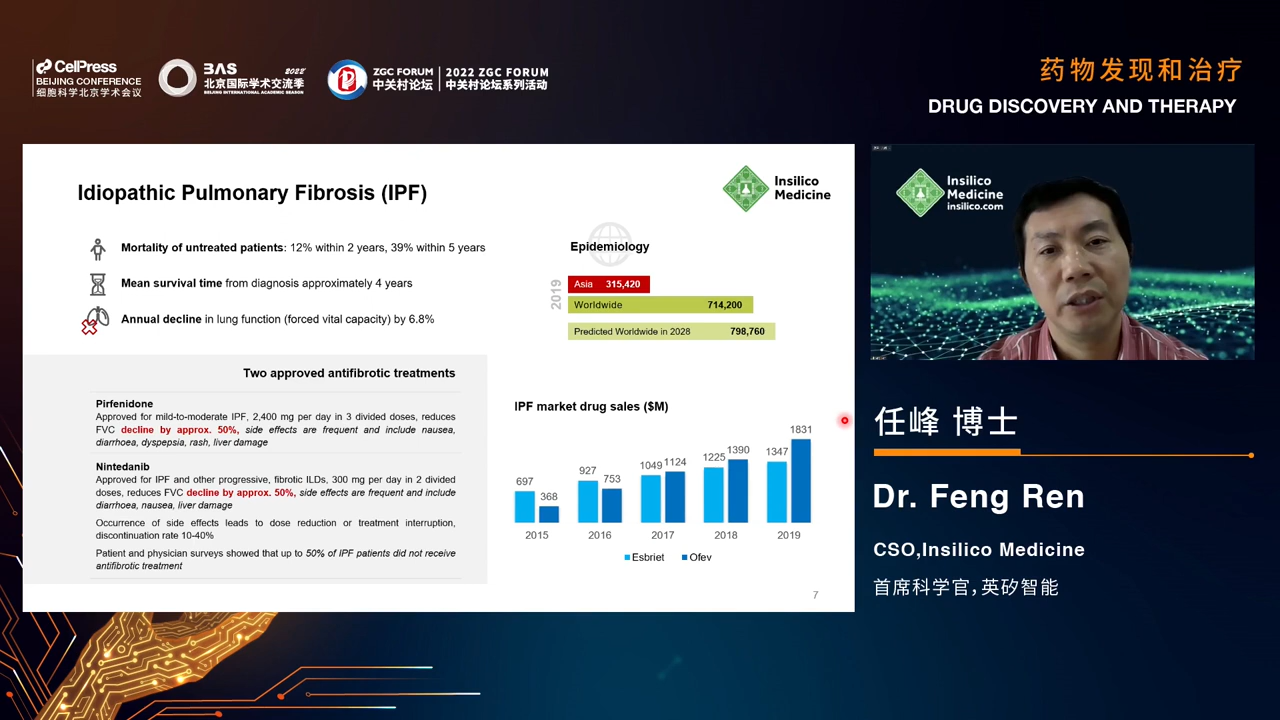 CellPress
BEIJING CONFERENCE
细胞科学北京学术会议
BAS 2022
北京国际学术交流季
BEIJING INTERNATIONAL ACADEMIC SEASON
ZGC FORUM
中关村论坛
2022 ZGC FORUM
中关村论坛系列活动
药物发现和治疗
DRUG DISCOVERY AND THERAPY
Idiopathic Pulmonary Fibrosis (IPF)
Insilico
Medicine
Mortality of untreated patients: 12% within 2 years, 39% within 5 years
Mean survival time from diagnosis approximately 4 years
Annual decline in lung function (forced vital capacity) by 6.8%
Epidemiology
2019
Asia 315,420
Worldwide 714,200
Predicted Worldwide in 2028 798,760
Two approved antifibrotic treatments
Pirfenidone
Approved for mild-to-moderate IPF, 2,400 mg per day in 3 divided doses, reduces
FVC decline by approx. 50%, side effects are frequent and include nausea,
diarrhoea, dyspepsia, rash, liver damage
Nintedanib
Approved for IPF and other progressive, fibrotic ILDs, 300 mg per day in 2 divided
doses, reduces FVC decline by approx. 50%, side effects are frequent and include
diarrhoea, nausea, liver damage
Occurrence of side effects leads to dose reduction or treatment interruption,
discontinuation rate 10-40%
Patient and physician surveys showed that up to 50% of IPF patients did not receive
antifibrotic treatment
IPF market drug sales ($M)
697 368 927 753 1049 1124 1225 1390 1347 1831
2015 2016 2017 2018 2019
Esbriet Ofev
7
Insilico
Medicine
insilico.com
任峰 博士
Dr. Feng Ren
CSO,Insilico Medicine
首席科学官,英矽智能